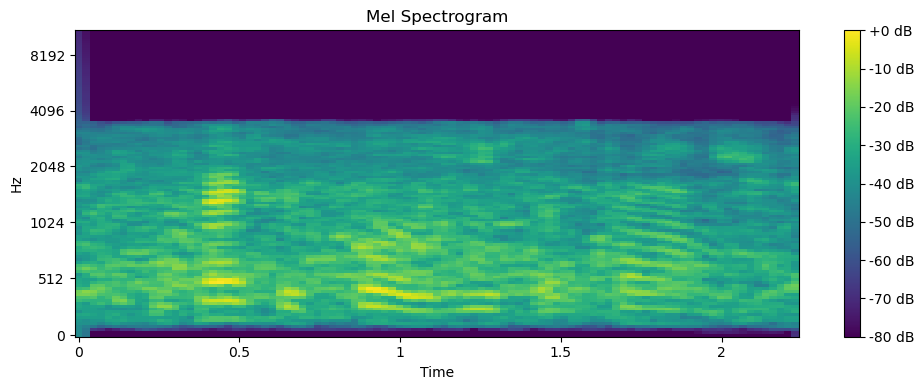 Mel Spectrogram
Hz
8192
4096
2048
1024
512
0
0
0.5
1
1.5
2
Time
+0 dB
-10 dB
-20 dB
-30 dB
-40 dB
-50 dB
-60 dB
-70 dB
-80 dB